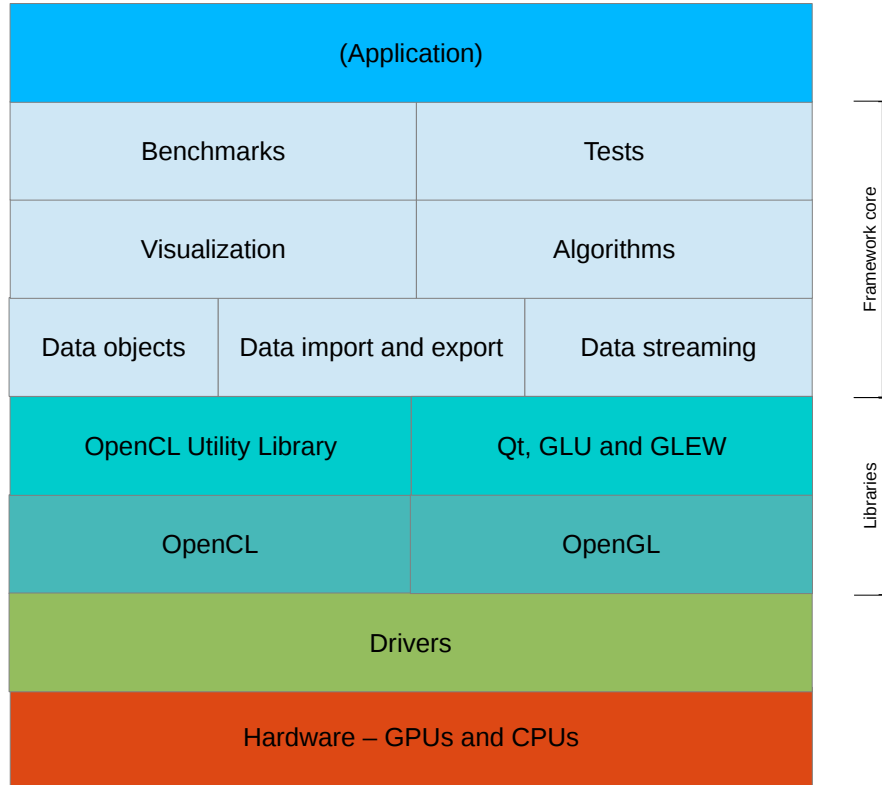 (Application)
Benchmarks
Tests
Visualization
Algorithms
Data objects
Data import and export
Data streaming
Framework core
OpenCL Utility Library
Qt, GLU and GLEW
OpenCL
OpenGL
Libraries
Drivers
Hardware – GPUs and CPUs